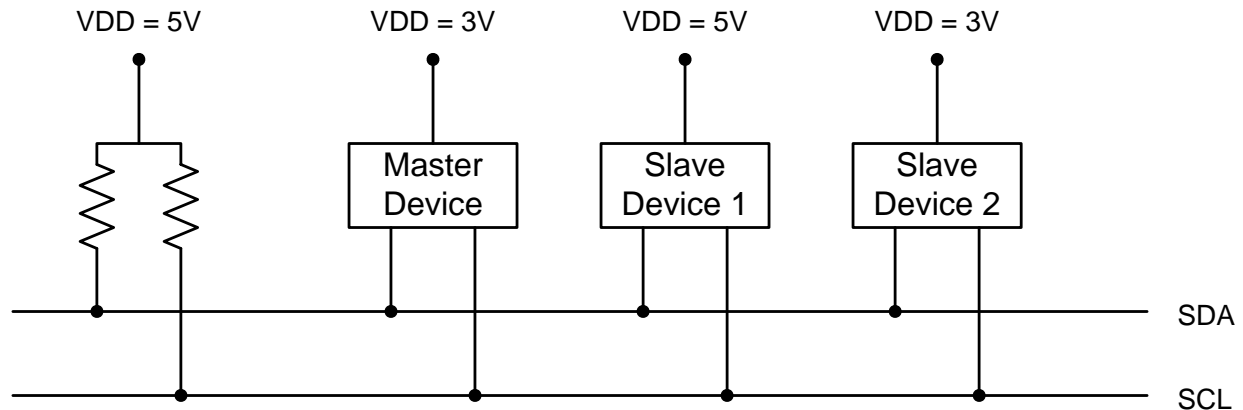 VDD = 5V
VDD = 3V
VDD = 5V
VDD = 3V
Master
Device
Slave
Device 1
Slave
Device 2
SDA
SCL